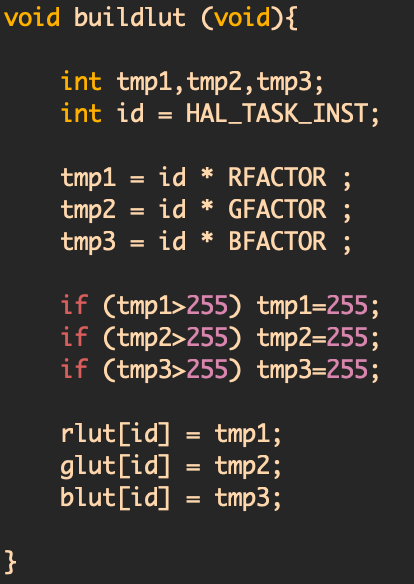 void buildlut (void){
int tmp1,tmp2,tmp3;
int id = HAL_TASK_INST;
tmp1 = id * RFACTOR ;
tmp2 = id * GFACTOR ;
tmp3 = id * BFACTOR ;
if (tmp1>255) tmp1=255;
if (tmp2>255) tmp2=255;
if (tmp3>255) tmp3=255;
rlut[id] = tmp1;
glut[id] = tmp2;
blut[id] = tmp3;
}